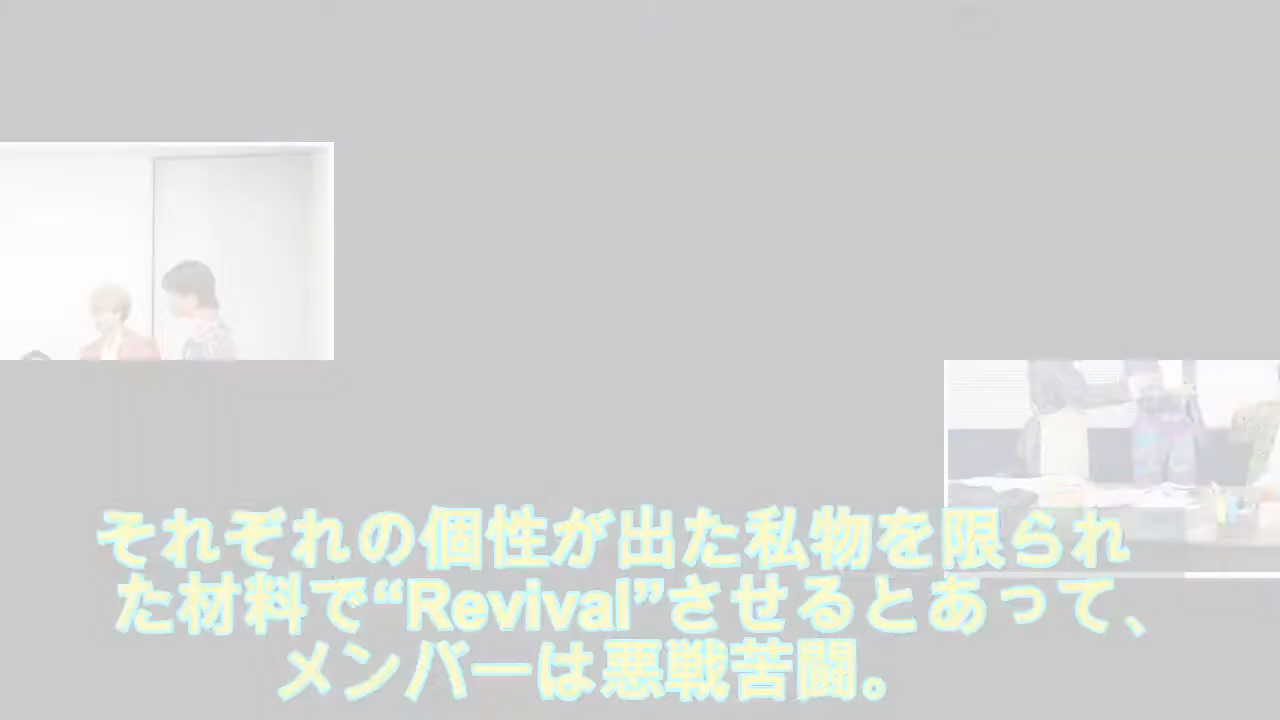 それぞれの個性が出た私物を限られ
た材料で“Revival”させるとあって、
メンバーは悪戦苦闘。